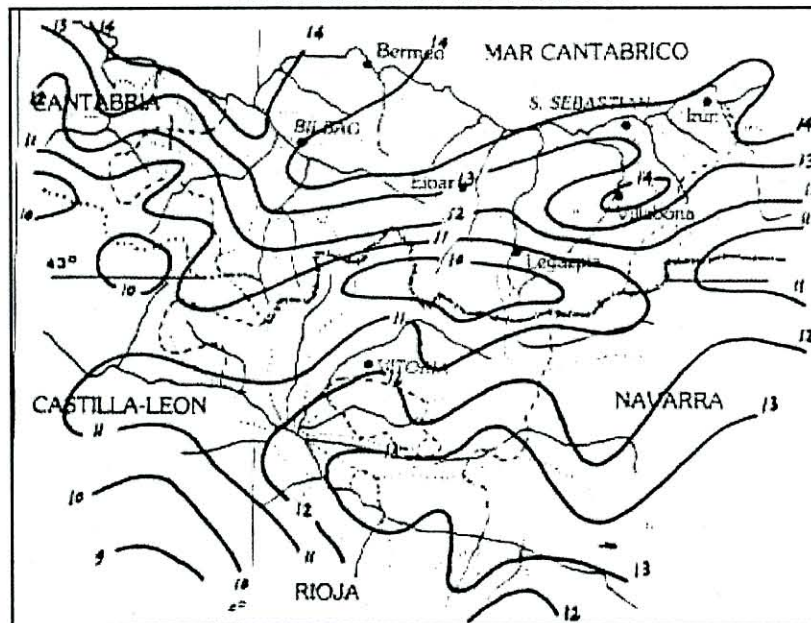 13 14 14 14
Bermeo
MAR CANTABRICO
12
CANTABRIA
S. SEBASTIAN
Irun
BILBAO
11 14
Eibar 13 13
14
10 Villabona
12
11 11
43° 10 Legazpia
10 11
11 12
VITORIA
12
CASTILLA-LEON
NAVARRA
11 13
10
12
9 11
10 RIOJA 13
12